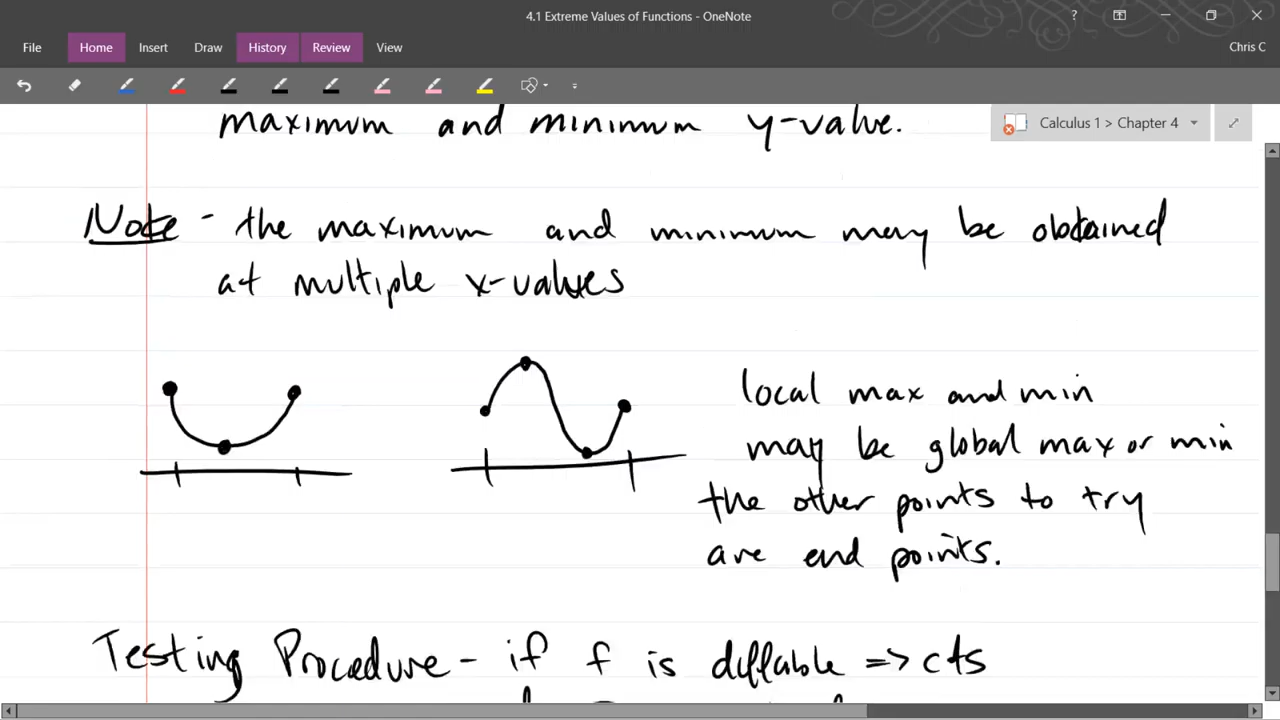 4.1 Extreme Values of Functions - OneNote
?
File Home Insert Draw History Review View
Chris C
maximum and minimum y-value.
Calculus 1 > Chapter 4
Note - the maximum and minimum may be obtained
at multiple x-values
local max and min
may be global max or min
the other points to try
are end points.
Testing Procedure - if f is diffable => cts